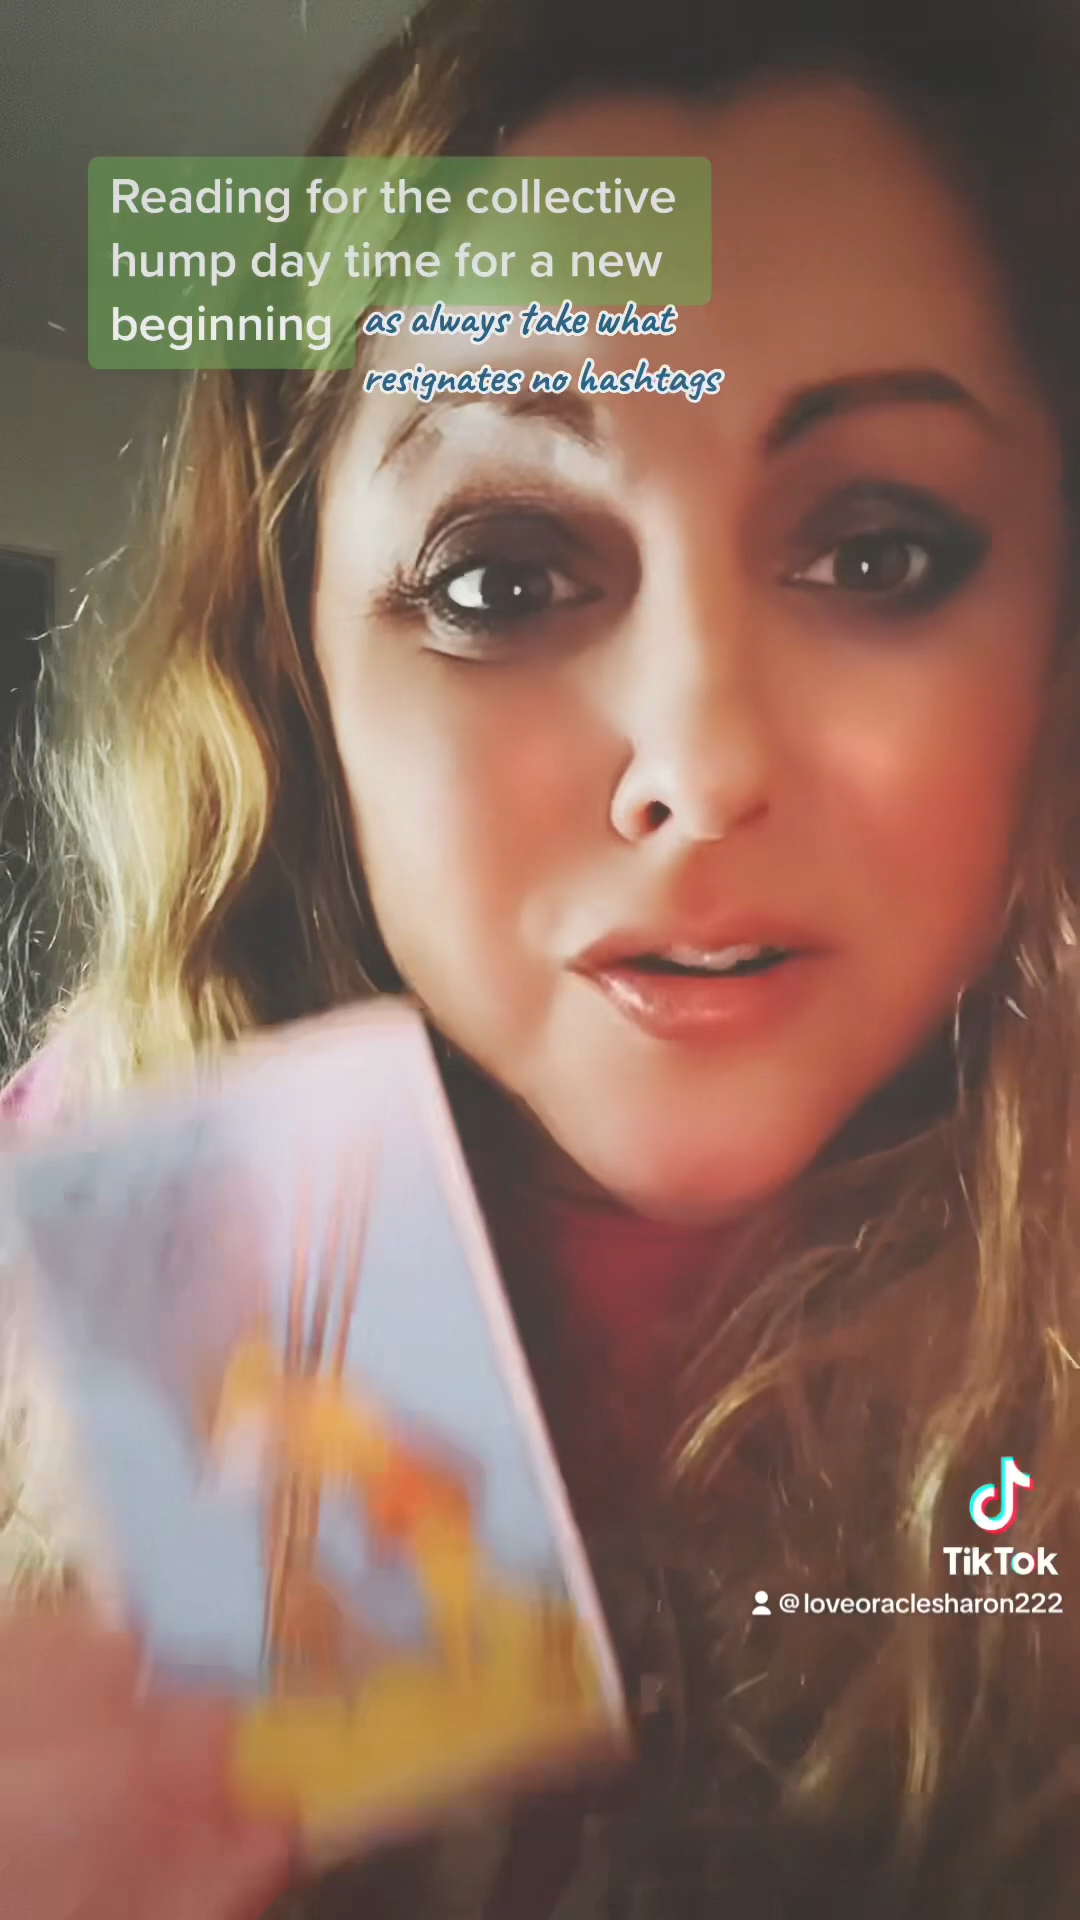 Reading for the collective
hump day time for a new
beginning
as always take what
resignates no hashtags
TikTok
@loveoraclesharon222